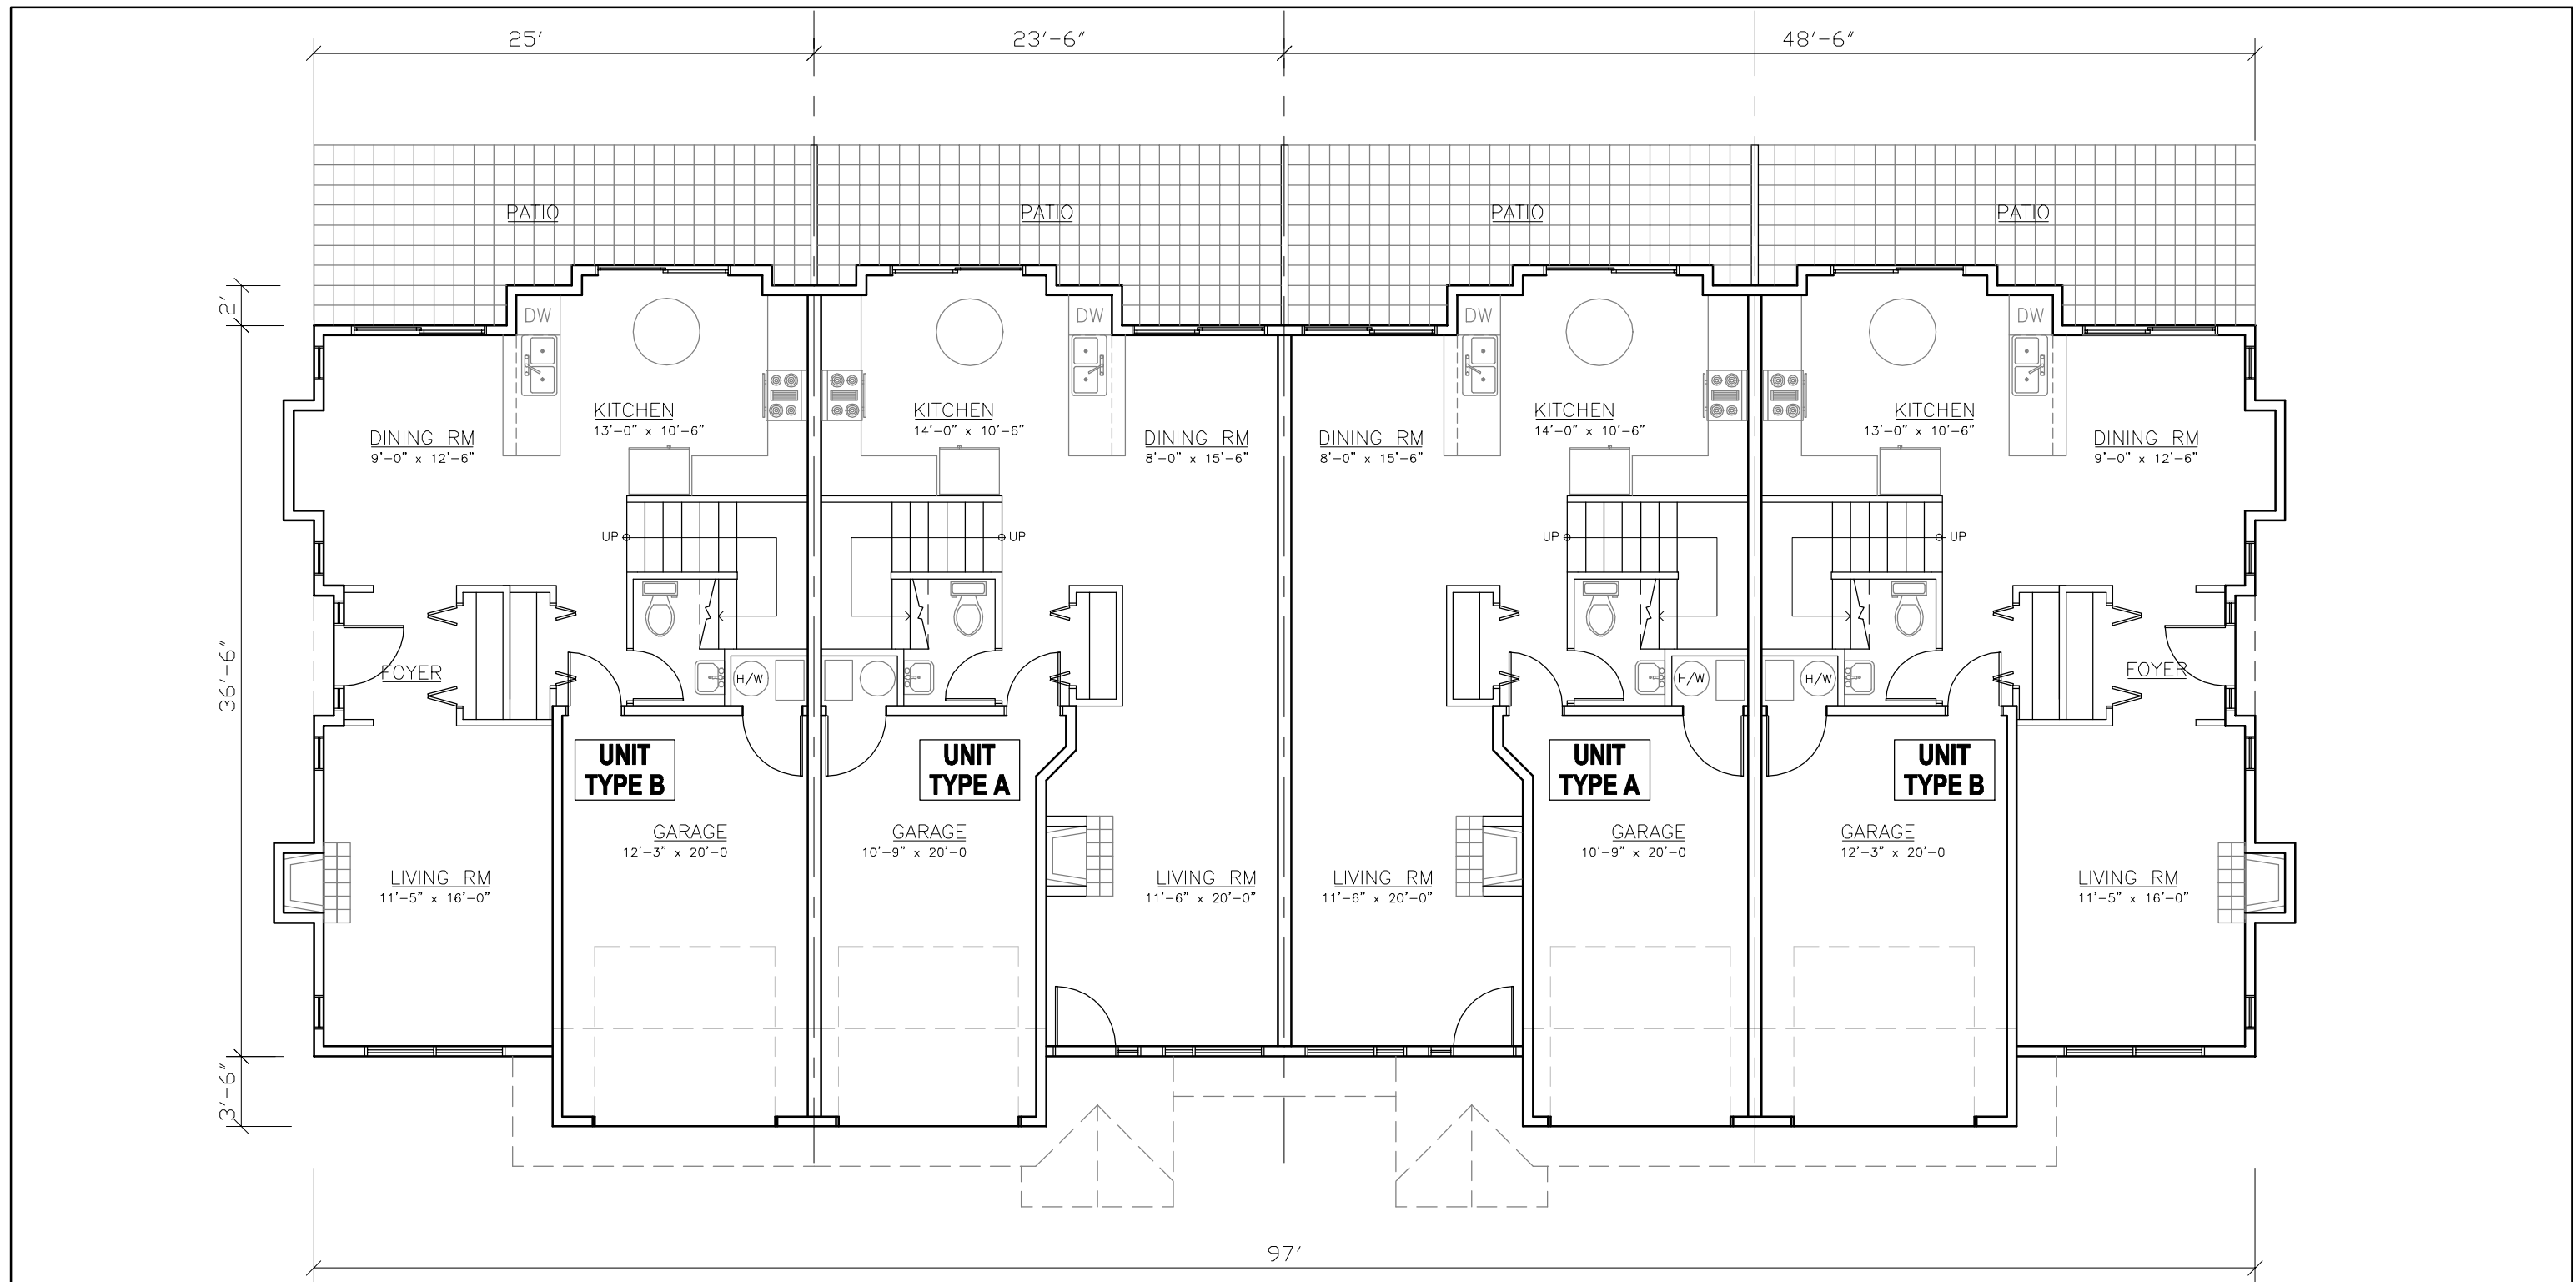 25'
23'-6"
48'-6"
PATIO
PATIO
PATIO
PATIO
2'
DW
DW
DW
DW
KITCHEN
13'-0" x 10'-6"
KITCHEN
14'-0" x 10'-6"
KITCHEN
14'-0" x 10'-6"
KITCHEN
13'-0" x 10'-6"
DINING RM
9'-0" x 12'-6"
DINING RM
8'-0" x 15'-6"
DINING RM
8'-0" x 15'-6"
DINING RM
9'-0" x 12'-6"
UP
UP
UP
UP
36'-6"
FOYER
H/W
H/W
H/W
FOYER
UNIT
TYPE B
UNIT
TYPE A
UNIT
TYPE A
UNIT
TYPE B
GARAGE
12'-3" x 20'-0
GARAGE
10'-9" x 20'-0
GARAGE
10'-9" x 20'-0
GARAGE
12'-3" x 20'-0
LIVING RM
11'-5" x 16'-0"
LIVING RM
11'-6" x 20'-0"
LIVING RM
11'-6" x 20'-0"
LIVING RM
11'-5" x 16'-0"
3'-6"
97'